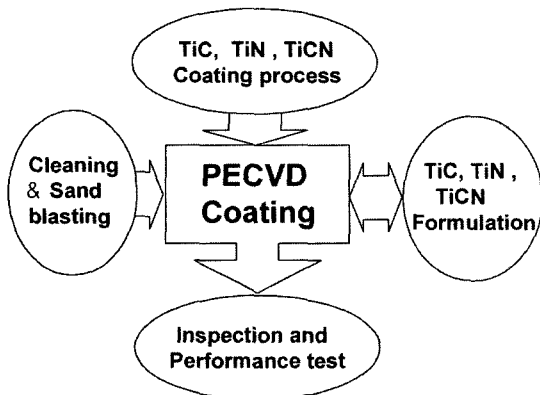 TiC, TiN , TiCN
Coating process
Cleaning
& Sand
blasting
PECVD
Coating
TiC, TiN ,
TiCN
Formulation
Inspection and
Performance test